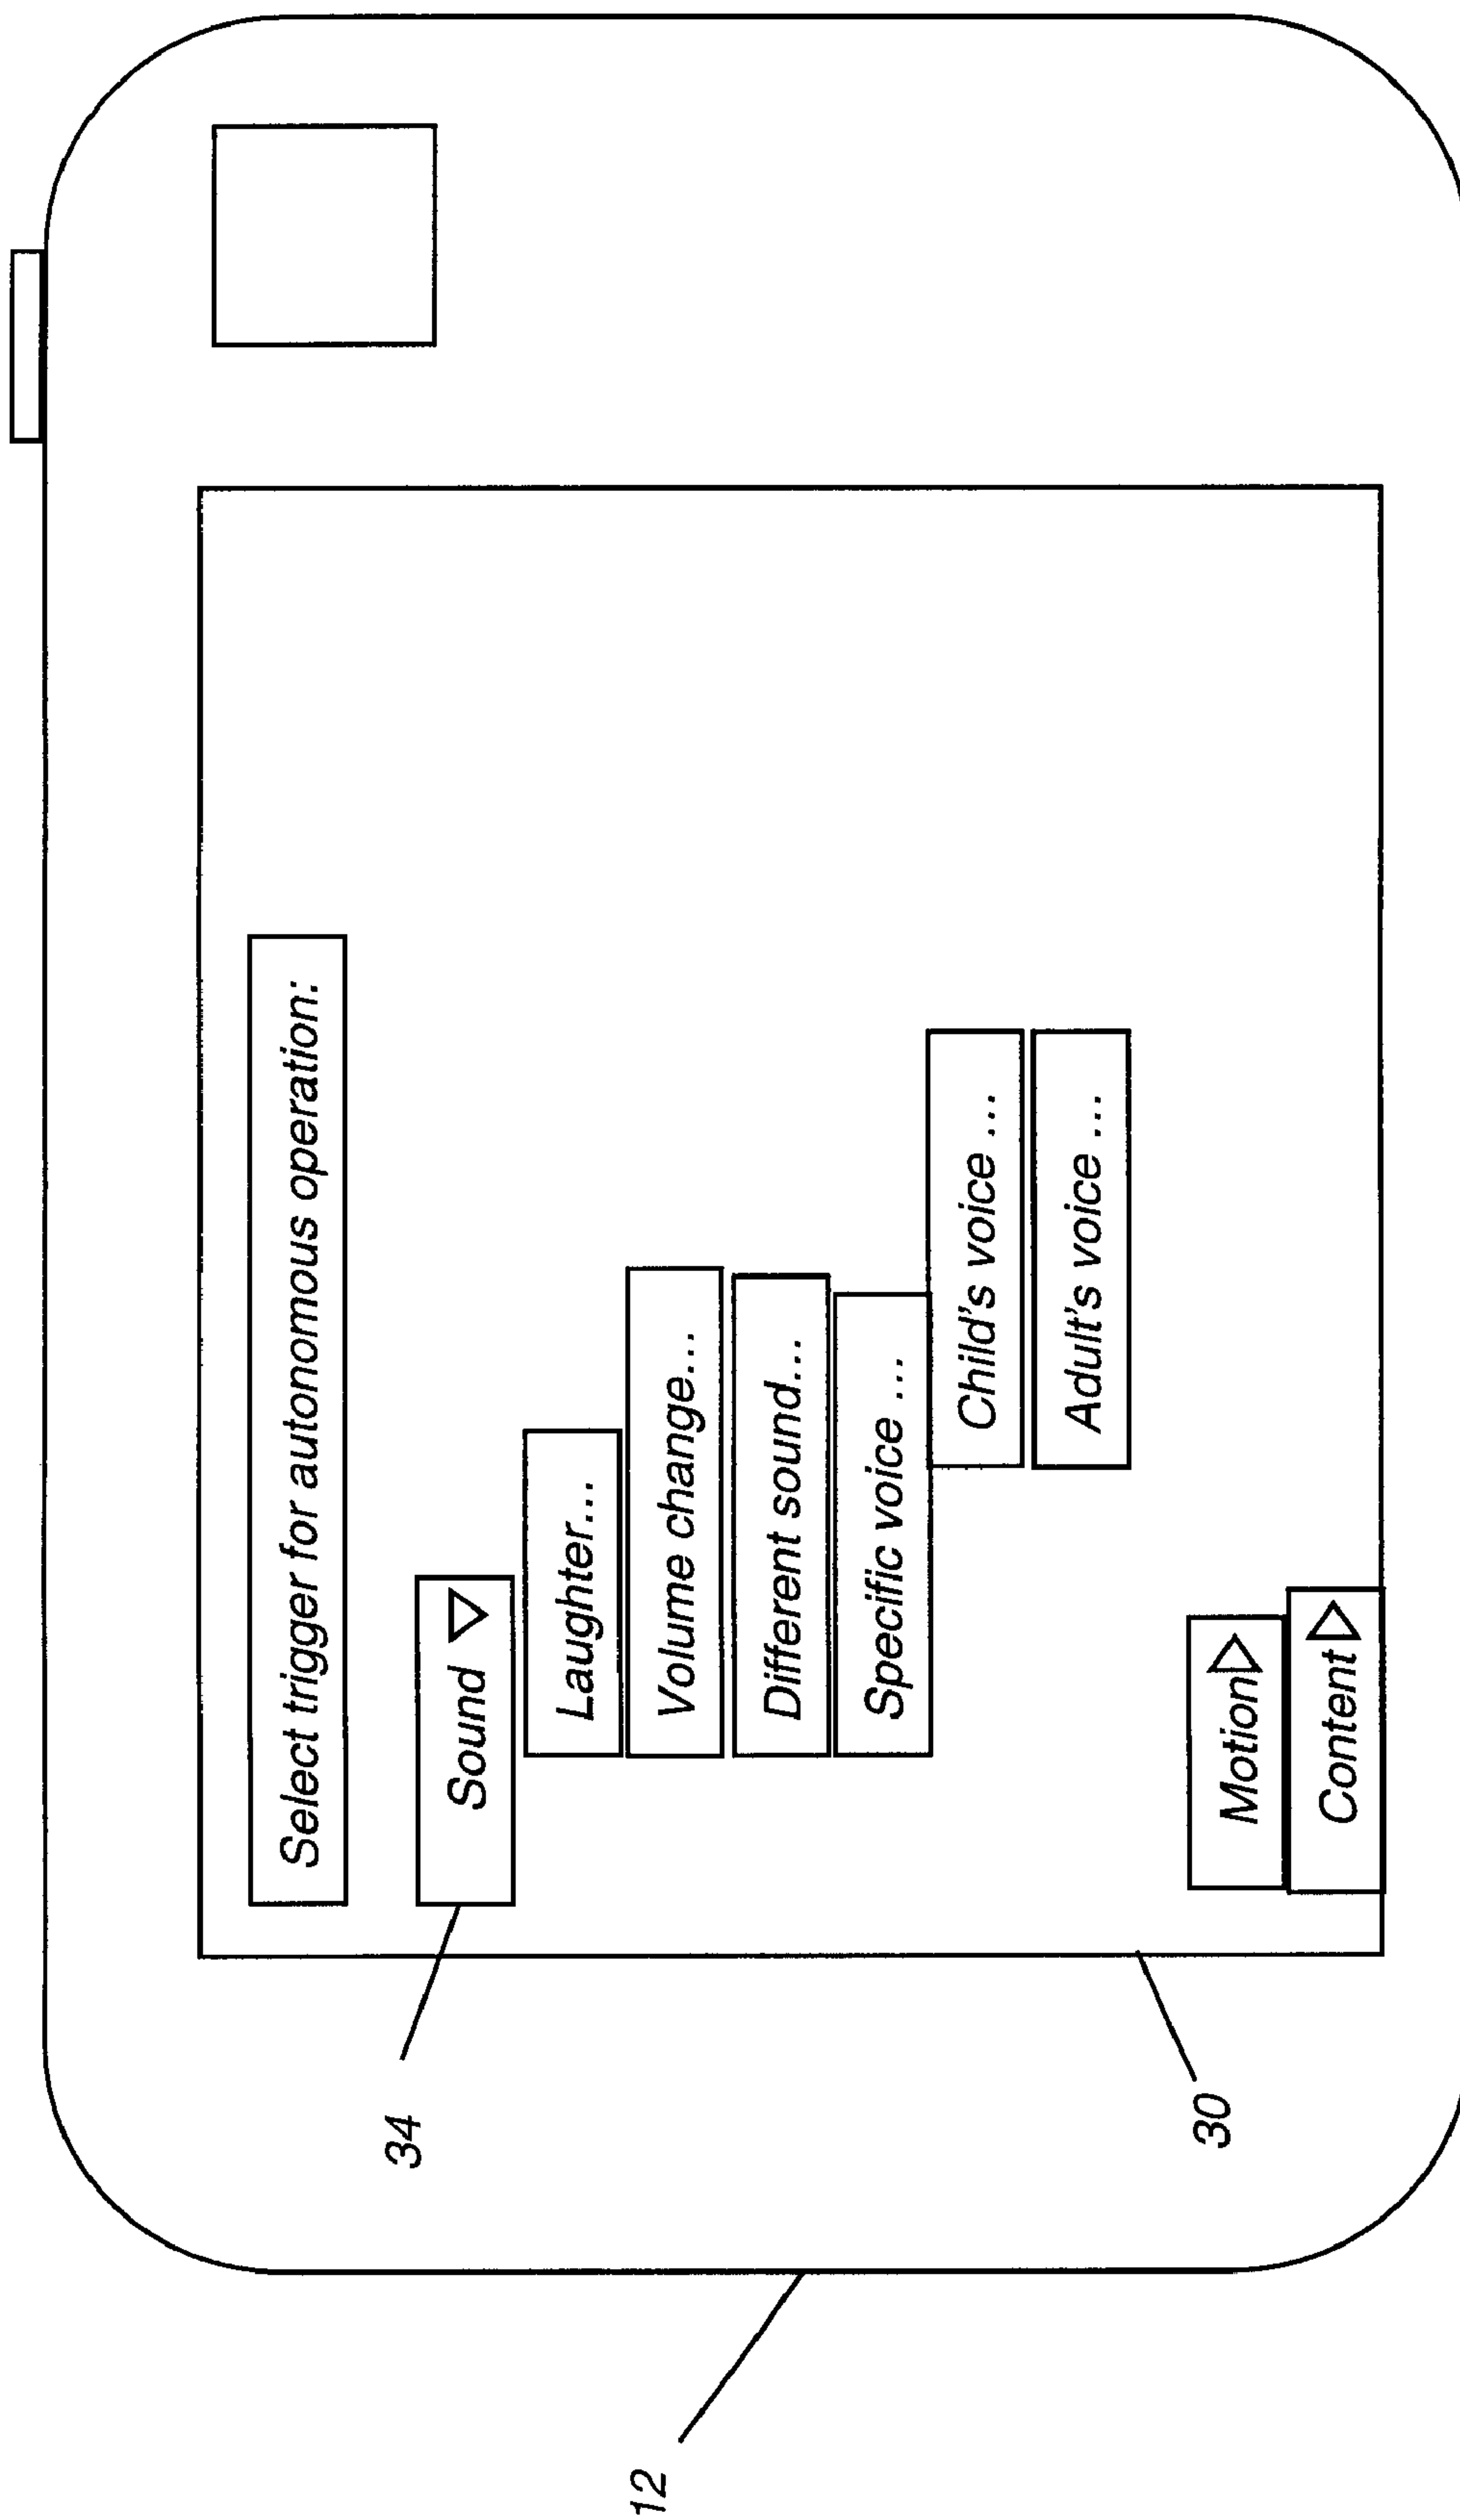 Select trigger for autonomous operation:
Sound
Laughter...
Volume change...
Different sound...
Specific voice ...
Child's voice ...
Adult's voice ...
Motion
Content
34
30
12